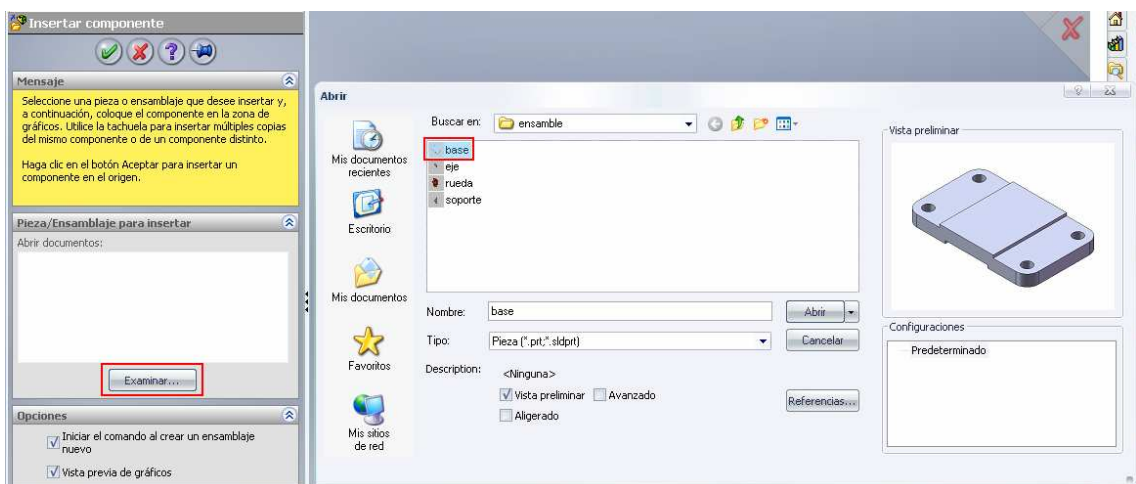 Insertar componente
Mensaje
Seleccione una pieza o ensamblaje que desee insertar y,
a continuación, coloque el componente en la zona de
gráficos. Utilice la tachuela para insertar múltiples copias
del mismo componente o de un componente distinto.
Haga clic en el botón Aceptar para insertar un
componente en el origen.
Pieza/Ensamblaje para insertar
Abrir documentos:
Examinar...
Opciones
Iniciar el comando al crear un ensamblaje
nuevo
Vista previa de gráficos
Abrir
Buscar en:
ensamble
Mis documentos
recientes
Escritorio
Mis documentos
Favoritos
Mis sitios
de red
base
eje
rueda
soporte
Nombre:
base
Abrir
Tipo:
Pieza (*.prt;*.sldprt)
Cancelar
Description:
<Ninguna>
Vista preliminar
Avanzado
Aligerado
Referencias...
Vista preliminar
Configuraciones
Predeterminado